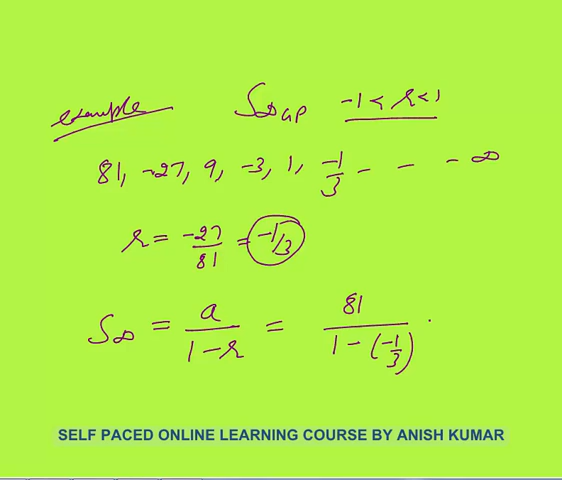 example S∞ GP -1 < r < 1
81, -27, 9, -3, 1, -1/3 - - - ∞
r = -27/81 = -1/3
S∞ = a/(1-r) = 81/(1-(-1/3))
SELF PACED ONLINE LEARNING COURSE BY ANISH KUMAR